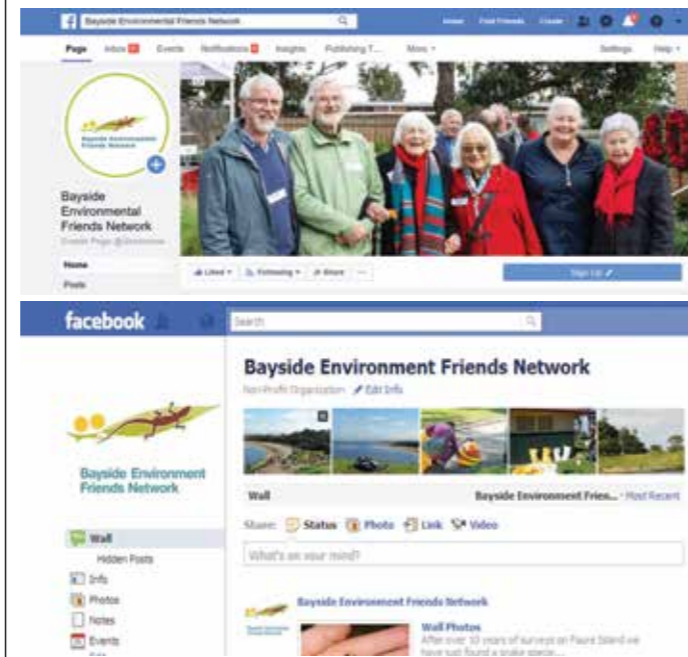 Bayside Environmental Friends Network
Home Find Friends Create
Page Inbox Events Notifications Insights Publishing T... More Settings Help
Bayside Environmental
Friends Network
Bayside
Environmental
Friends Network
Home
Posts
Liked Following Share ...
Sign Up
facebook Search
Bayside Environment Friends Network
Non-Profit Organization Edit Info
Bayside Environment
Friends Network
Wall Bayside Environment Frien... · Most Recent
Share: Status Photo Link Video
What's on your mind?
Wall
Hidden Posts
Info
Photos
Notes
Events
Edit
Bayside Environment Friends Network
Wall Photos
After over 10 years of surveys on Faure Island we
have just found a snake specie...